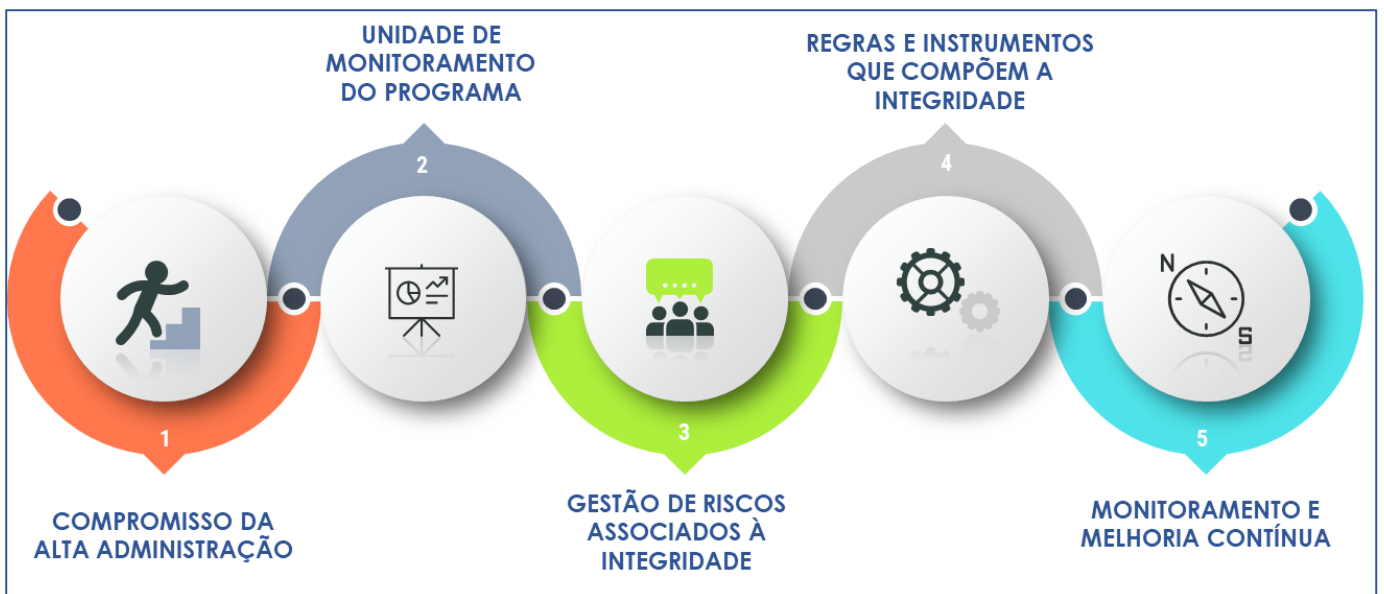 1
COMPROMISSO DA
ALTA ADMINISTRAÇÃO
UNIDADE DE
MONITORAMENTO
DO PROGRAMA
2
3
GESTÃO DE RISCOS
ASSOCIADOS À
INTEGRIDADE
REGRAS E INSTRUMENTOS
QUE COMPÕEM A
INTEGRIDADE
4
N
S
5
MONITORAMENTO E
MELHORIA CONTÍNUA